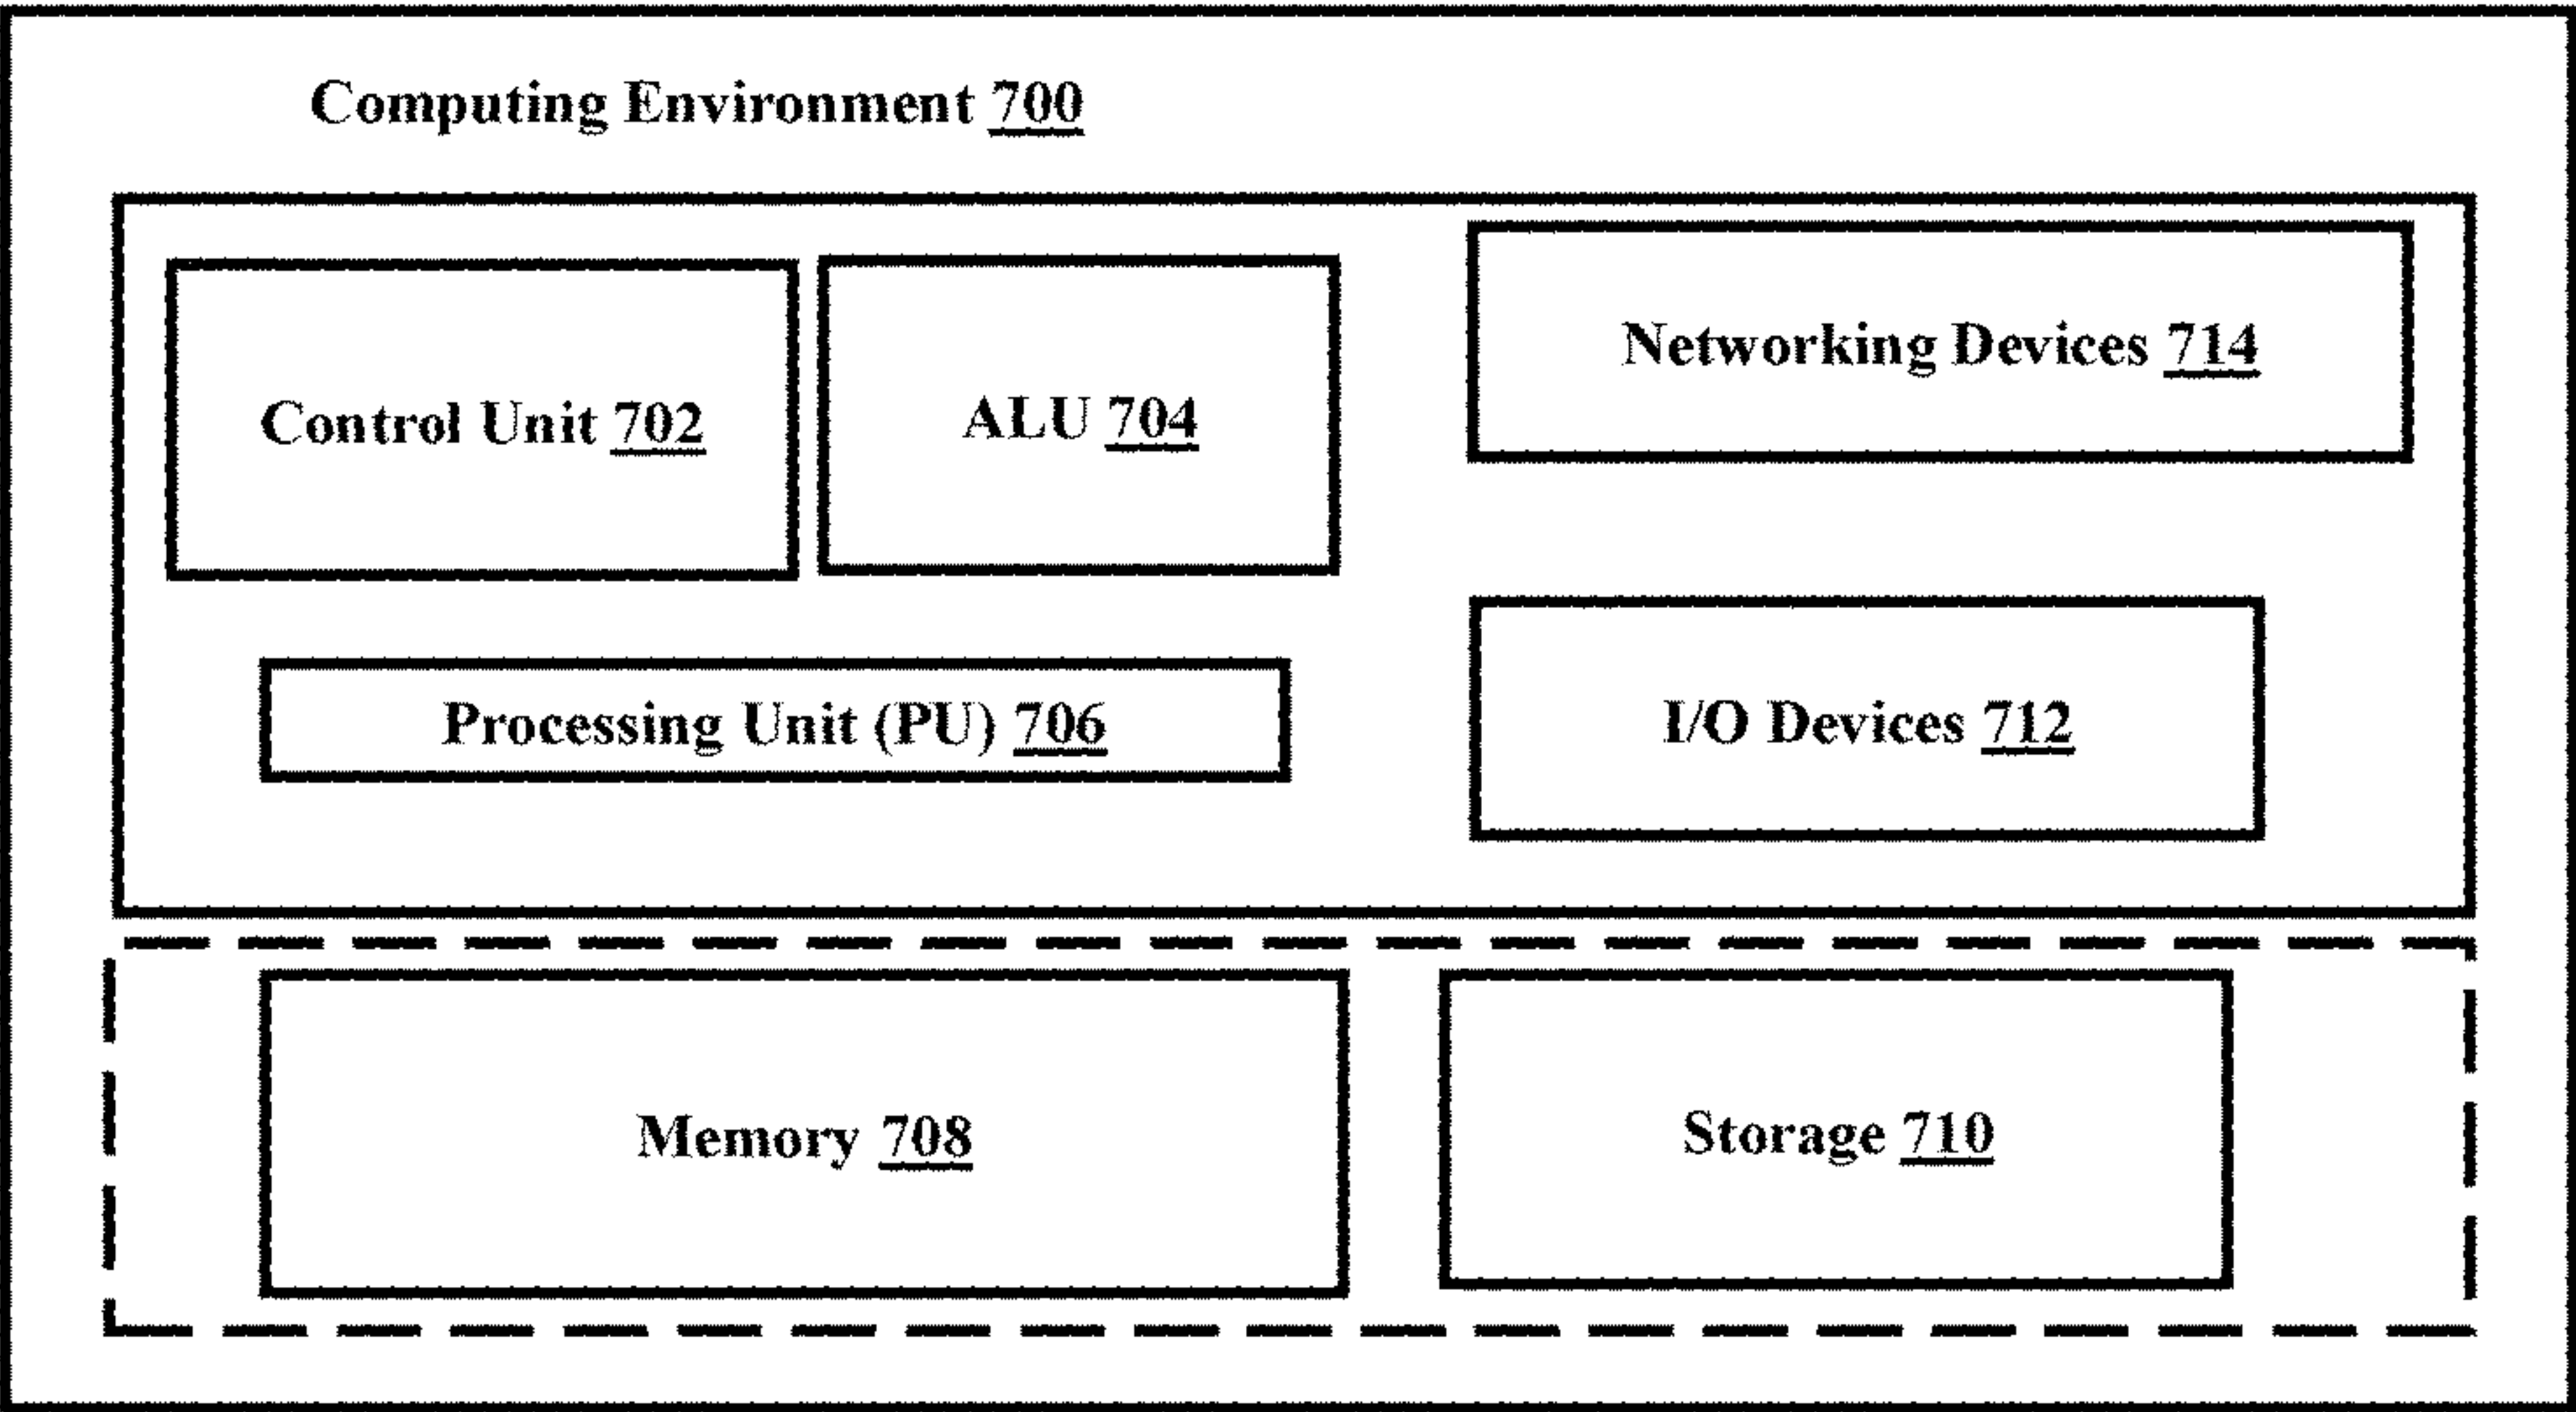 Computing Environment 700
Control Unit 702
ALU 704
Networking Devices 714
Processing Unit (PU) 706
I/O Devices 712
Memory 708
Storage 710